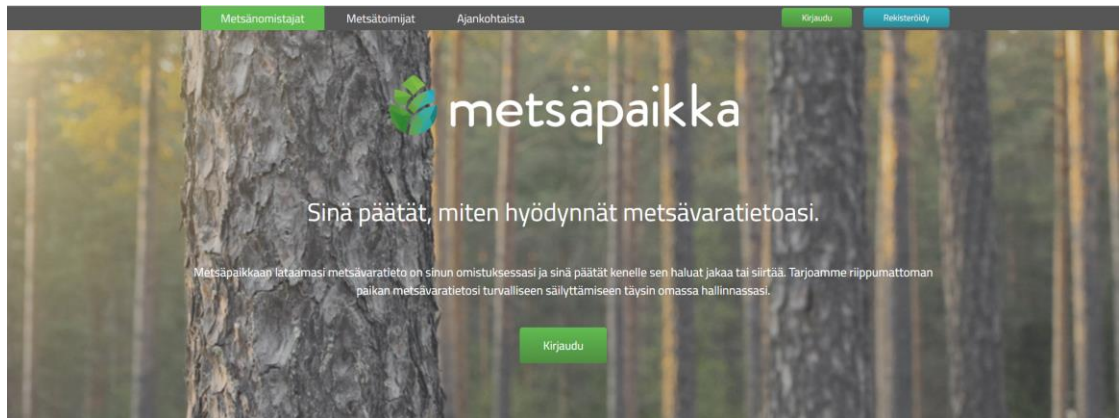 Metsänomistajat Metsätoimijat Ajankohtaista Kirjaudu Rekisteröidy
metsäpaikka
Sinä päätät, miten hyödynnät metsävaratietoasi.
Metsäpaikkaan lataamasi metsävaratieto on sinun omistuksessasi ja sinä päätät kenelle sen haluat jakaa tai siirtää. Tarjoamme riippumattoman
paikan metsävaratietosi turvalliseen säilyttämiseen täysin omassa hallinnassasi.
Kirjaudu